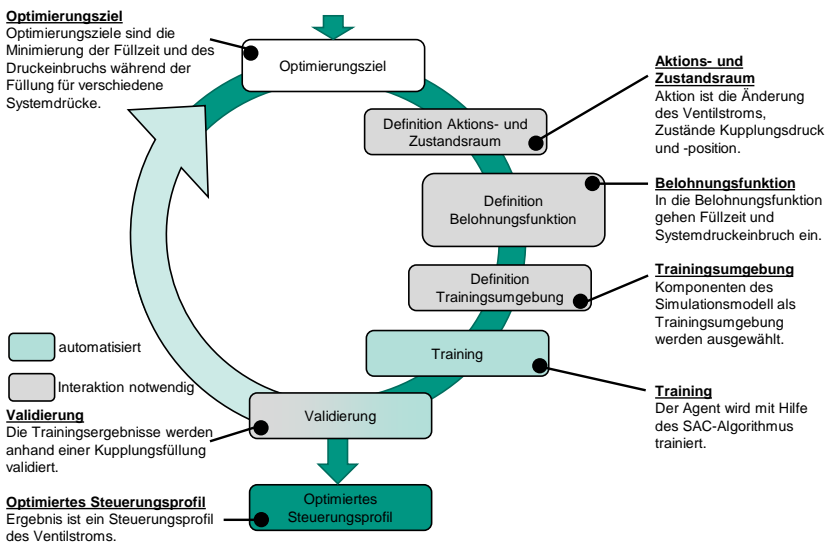 Optimierungsziel
Optimierungsziele sind die
Minimierung der Füllzeit und des
Druckeinbruchs während der
Füllung für verschiedene
Systemdrücke.
Optimierungsziel
Definition Aktions- und
Zustandsraum
Aktions- und
Zustandsraum
Aktion ist die Änderung
des Ventilstroms,
Zustände Kupplungsdruck
und -position.
Definition
Belohnungsfunktion
Belohnungsfunktion
In die Belohnungsfunktion
gehen Füllzeit und
Systemdruckeinbruch ein.
Definition
Trainingsumgebung
Trainingsumgebung
Komponenten des
Simulationsmodell als
Trainingsumgebung
werden ausgewählt.
automatisiert
Interaktion notwendig
Training
Training
Der Agent wird mit Hilfe
des SAC-Algorithmus
trainiert.
Validierung
Validierung
Die Trainingsergebnisse werden
anhand einer Kupplungsfüllung
validiert.
Optimiertes Steuerungsprofil
Ergebnis ist ein Steuerungsprofil
des Ventilstroms.
Optimiertes
Steuerungsprofil